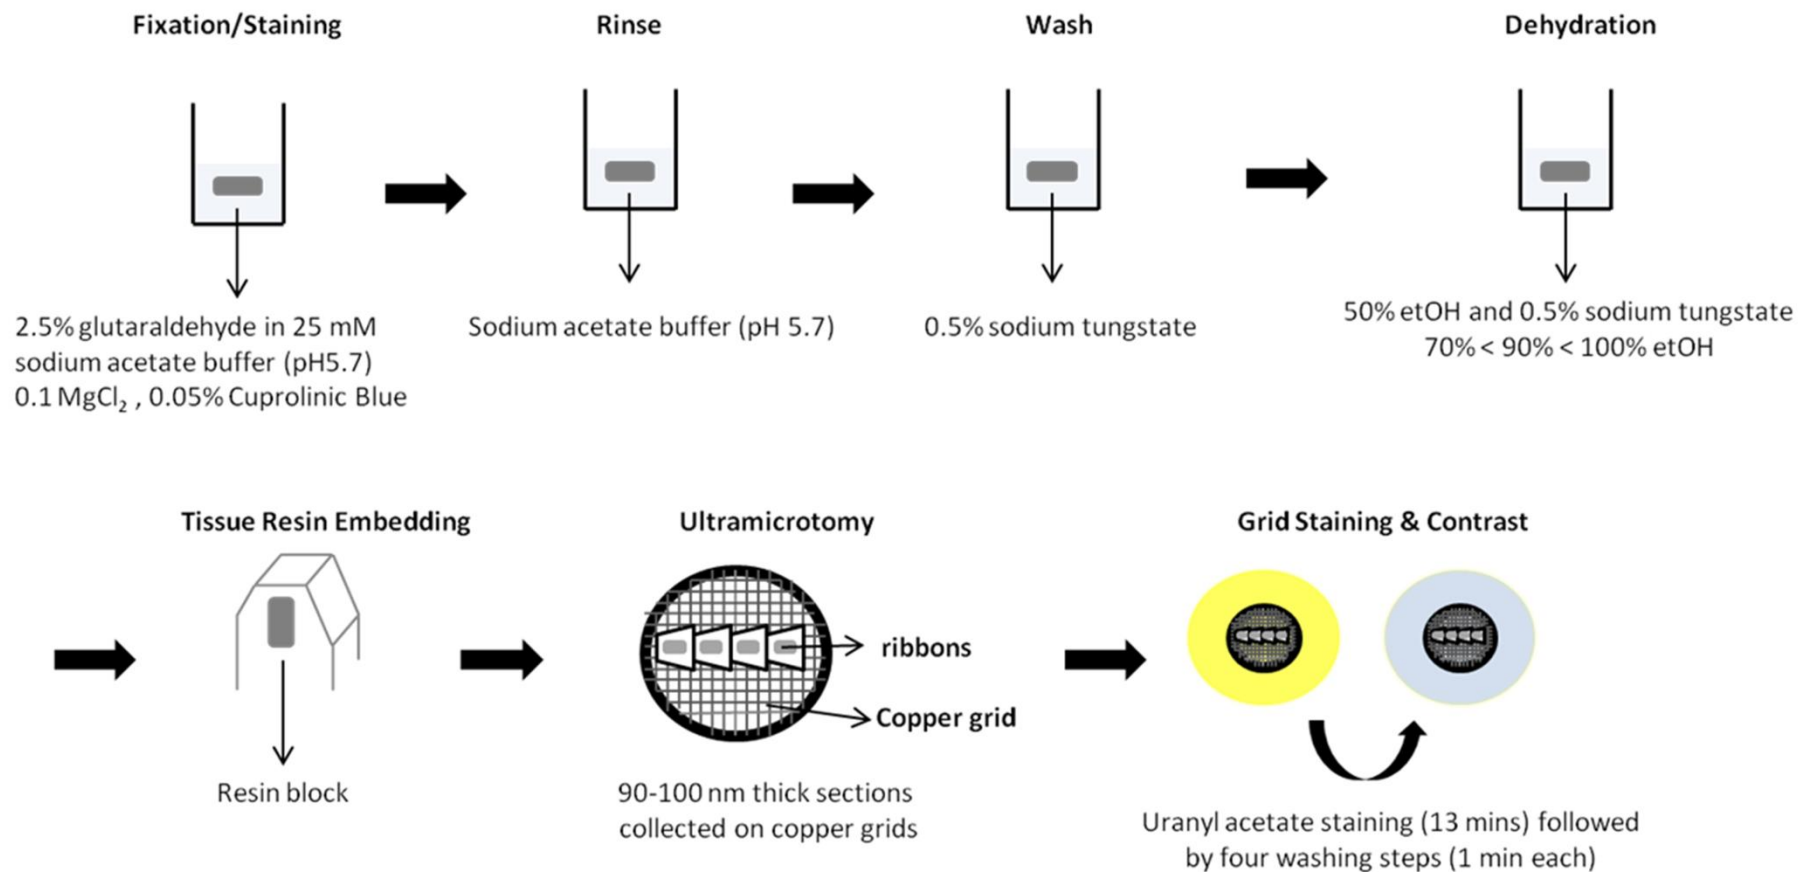 Fixation/Staining
Rinse
Wash
Dehydration
2.5% glutaraldehyde in 25 mM
sodium acetate buffer (pH5.7)
0.1 MgCl₂ , 0.05% Cuprolinic Blue
Sodium acetate buffer (pH 5.7)
0.5% sodium tungstate
50% etOH and 0.5% sodium tungstate
70% < 90% < 100% etOH
Tissue Resin Embedding
Ultramicrotomy
Grid Staining & Contrast
ribbons
Copper grid
Resin block
90-100 nm thick sections
collected on copper grids
Uranyl acetate staining (13 mins) followed
by four washing steps (1 min each)